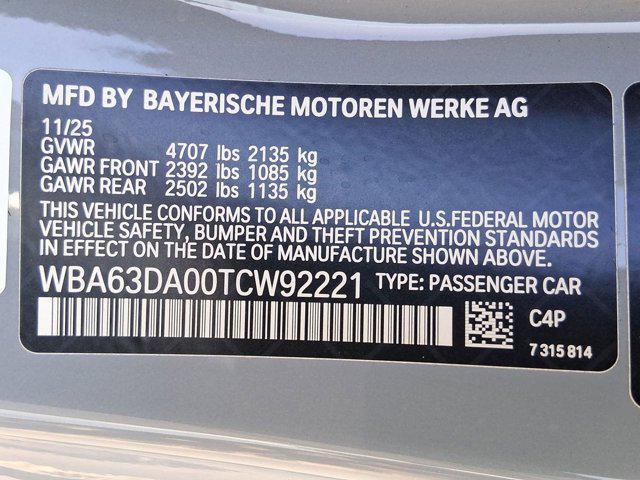 MFD BY BAYERISCHE MOTOREN WERKE AG
11/25
GVWR 4707 lbs 2135 kg
GAWR FRONT 2392 lbs 1085 kg
GAWR REAR 2502 lbs 1135 kg
THIS VEHICLE CONFORMS TO ALL APPLICABLE U.S.FEDERAL MOTOR
VEHICLE SAFETY, BUMPER AND THEFT PREVENTION STANDARDS
IN EFFECT ON THE DATE OF MANUFACTURE SHOWN ABOVE.
WBA63DA00TCW92221 TYPE: PASSENGER CAR
C4P
7 315 814